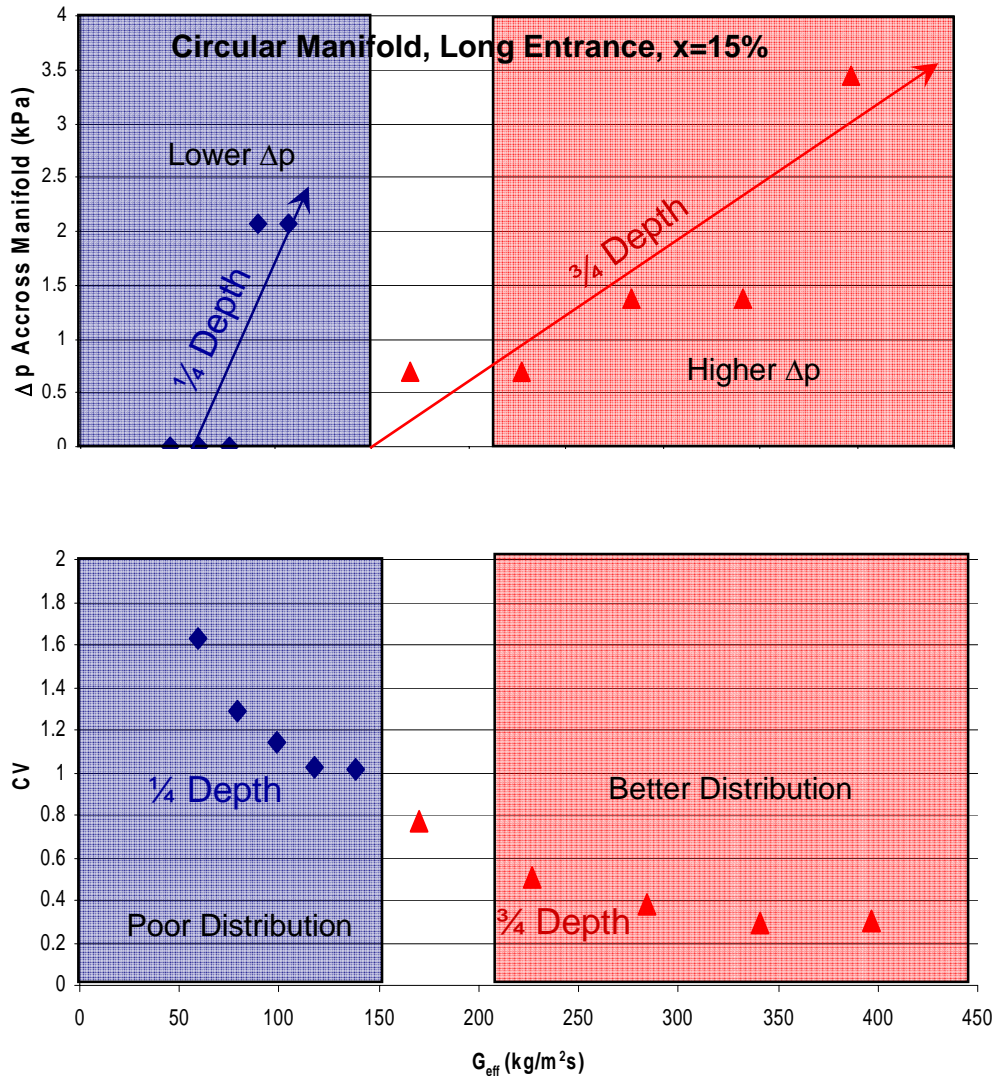 Circular Manifold, Long Entrance, x=15%
Δp Accross Manifold (kPa)
4
3.5
3
2.5
2
1.5
1
0.5
0
Lower Δp
¼ Depth
¾ Depth
Higher Δp
CV
2
1.8
1.6
1.4
1.2
1
0.8
0.6
0.4
0.2
0
¼ Depth
Better Distribution
Poor Distribution
¾ Depth
0 50 100 150 200 250 300 350 400 450
G_eff (kg/m²s)